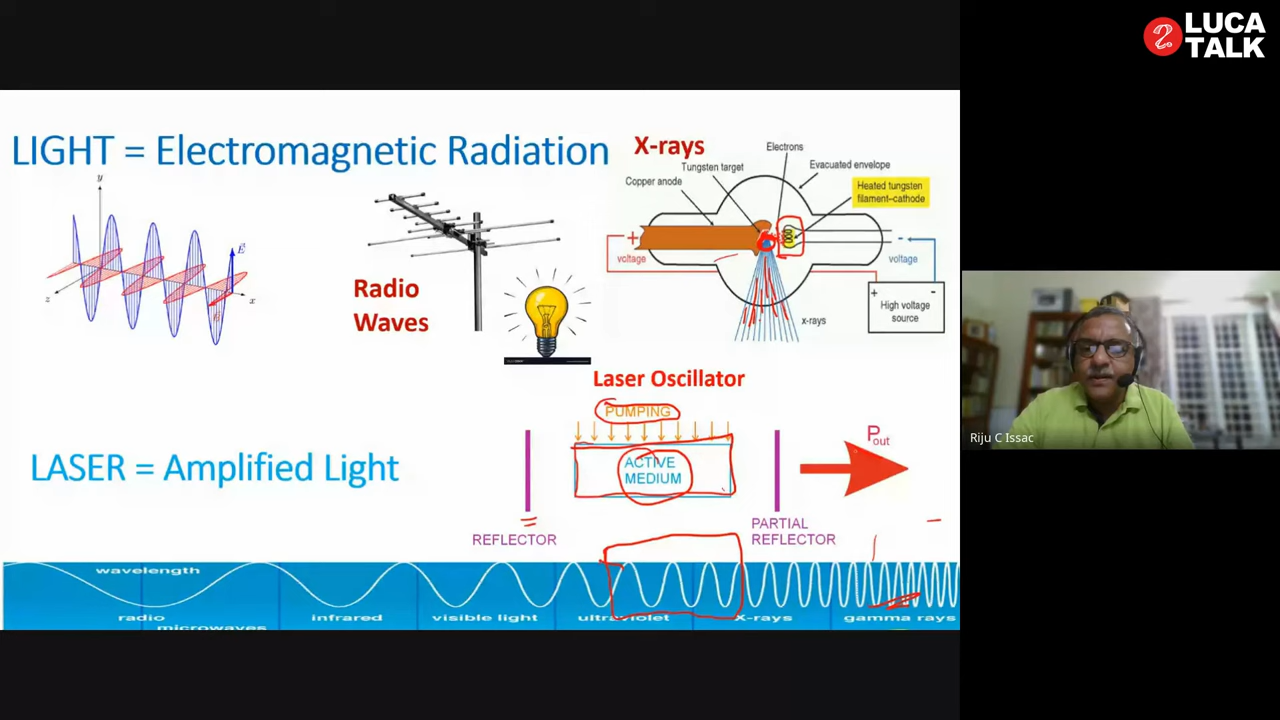 LUCA
TALK
LIGHT = Electromagnetic Radiation
X-rays
Electrons
Tungsten target
Evacuated envelope
Copper anode
Heated tungsten
filament–cathode
+
-
voltage
voltage
+ -
High voltage
source
x-rays
y
E
z
x
Radio
Waves
Laser Oscillator
PUMPING
ACTIVE
MEDIUM
Pout
LASER = Amplified Light
REFLECTOR
PARTIAL
REFLECTOR
Riju C Issac
wavelength
radio
microwaves
infrared
visible light
ultraviolet
x-rays
gamma rays